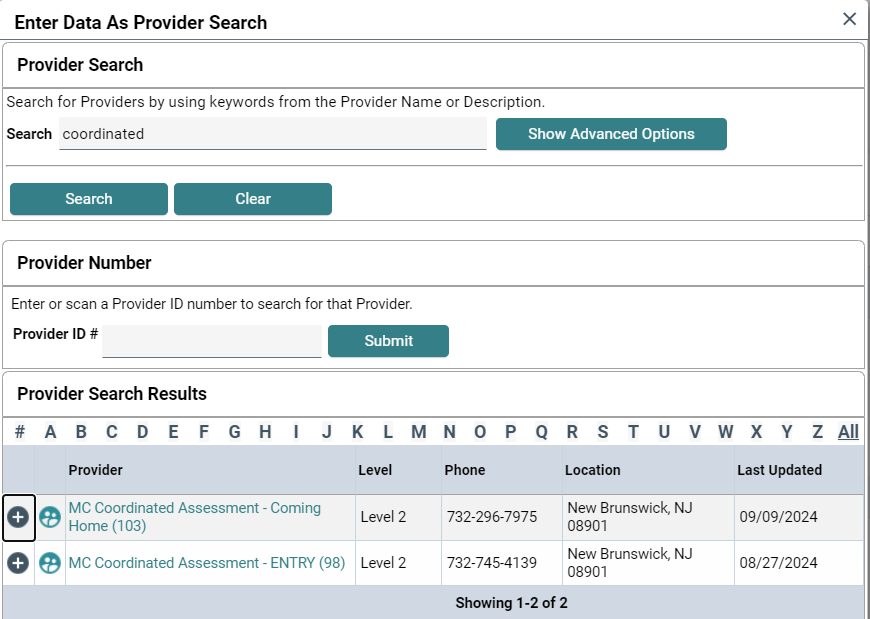 Enter Data As Provider Search
Provider Search
Search for Providers by using keywords from the Provider Name or Description.
Search coordinated Show Advanced Options
Search Clear
Provider Number
Enter or scan a Provider ID number to search for that Provider.
Provider ID # Submit
Provider Search Results
# A B C D E F G H I J K L M N O P Q R S T U V W X Y Z All
Provider Level Phone Location Last Updated
MC Coordinated Assessment - Coming
Home (103) Level 2 732-296-7975 New Brunswick, NJ
08901 09/09/2024
MC Coordinated Assessment - ENTRY (98) Level 2 732-745-4139 New Brunswick, NJ
08901 08/27/2024
Showing 1-2 of 2